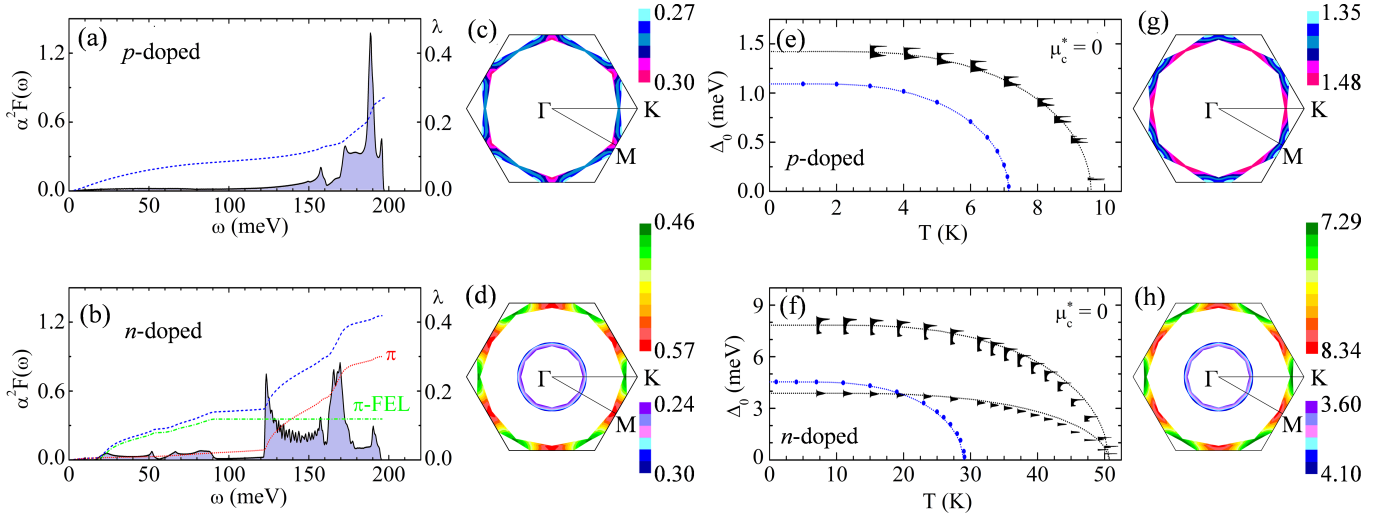 (a)
p-doped
α²F(ω)
1.2
0.6
0.0
λ
0.4
0.2
0.0
0 50 100 150 200
ω (meV)
(b)
n-doped
α²F(ω)
1.2
0.6
0.0
λ
0.4
0.2
0.0
π
π-FEL
0 50 100 150 200
ω (meV)
(c)
0.27
0.30
Γ
K
M
(d)
0.46
0.57
0.24
0.30
Γ
K
M
(e)
μ*c = 0
Δ0 (meV)
1.5
1.0
0.5
0.0
p-doped
0 2 4 6 8 10
T (K)
(f)
μ*c = 0
Δ0 (meV)
9
6
3
0
n-doped
0 10 20 30 40 50
T (K)
(g)
1.35
1.48
Γ
K
M
(h)
7.29
8.34
3.60
4.10
Γ
K
M